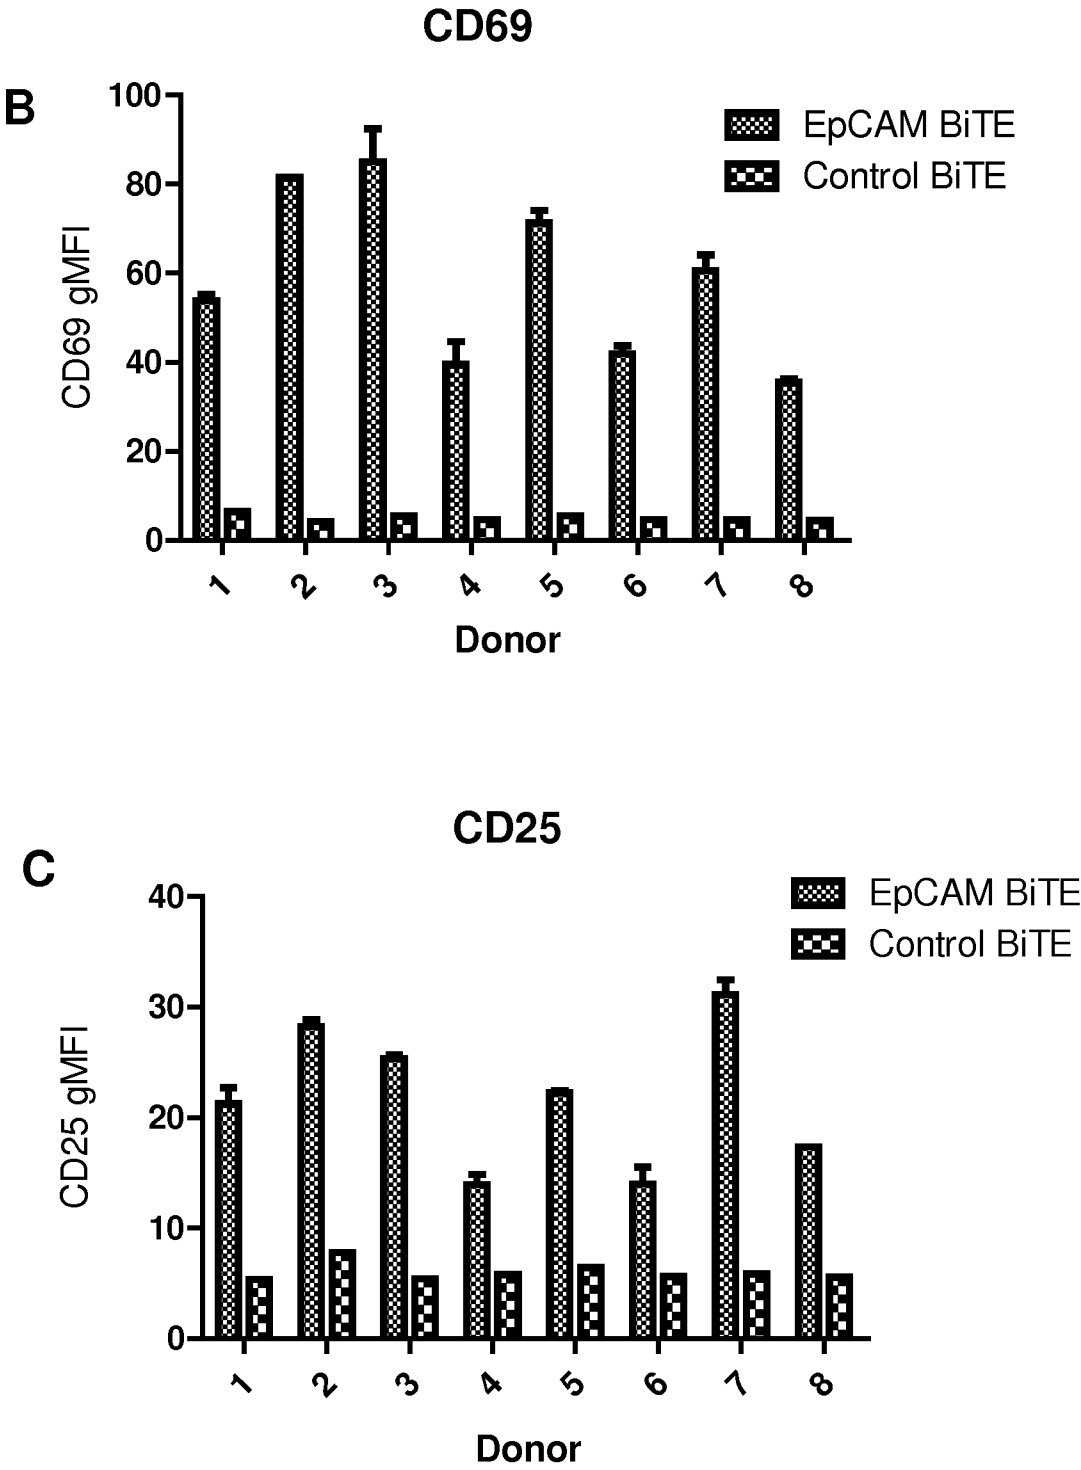 CD69
B
100
80
60
40
20
0
CD69 gMFI
EpCAM BiTE
Control BiTE
1 2 3 4 5 6 7 8
Donor
CD25
C
40
30
20
10
0
CD25 gMFI
EpCAM BiTE
Control BiTE
1 2 3 4 5 6 7 8
Donor